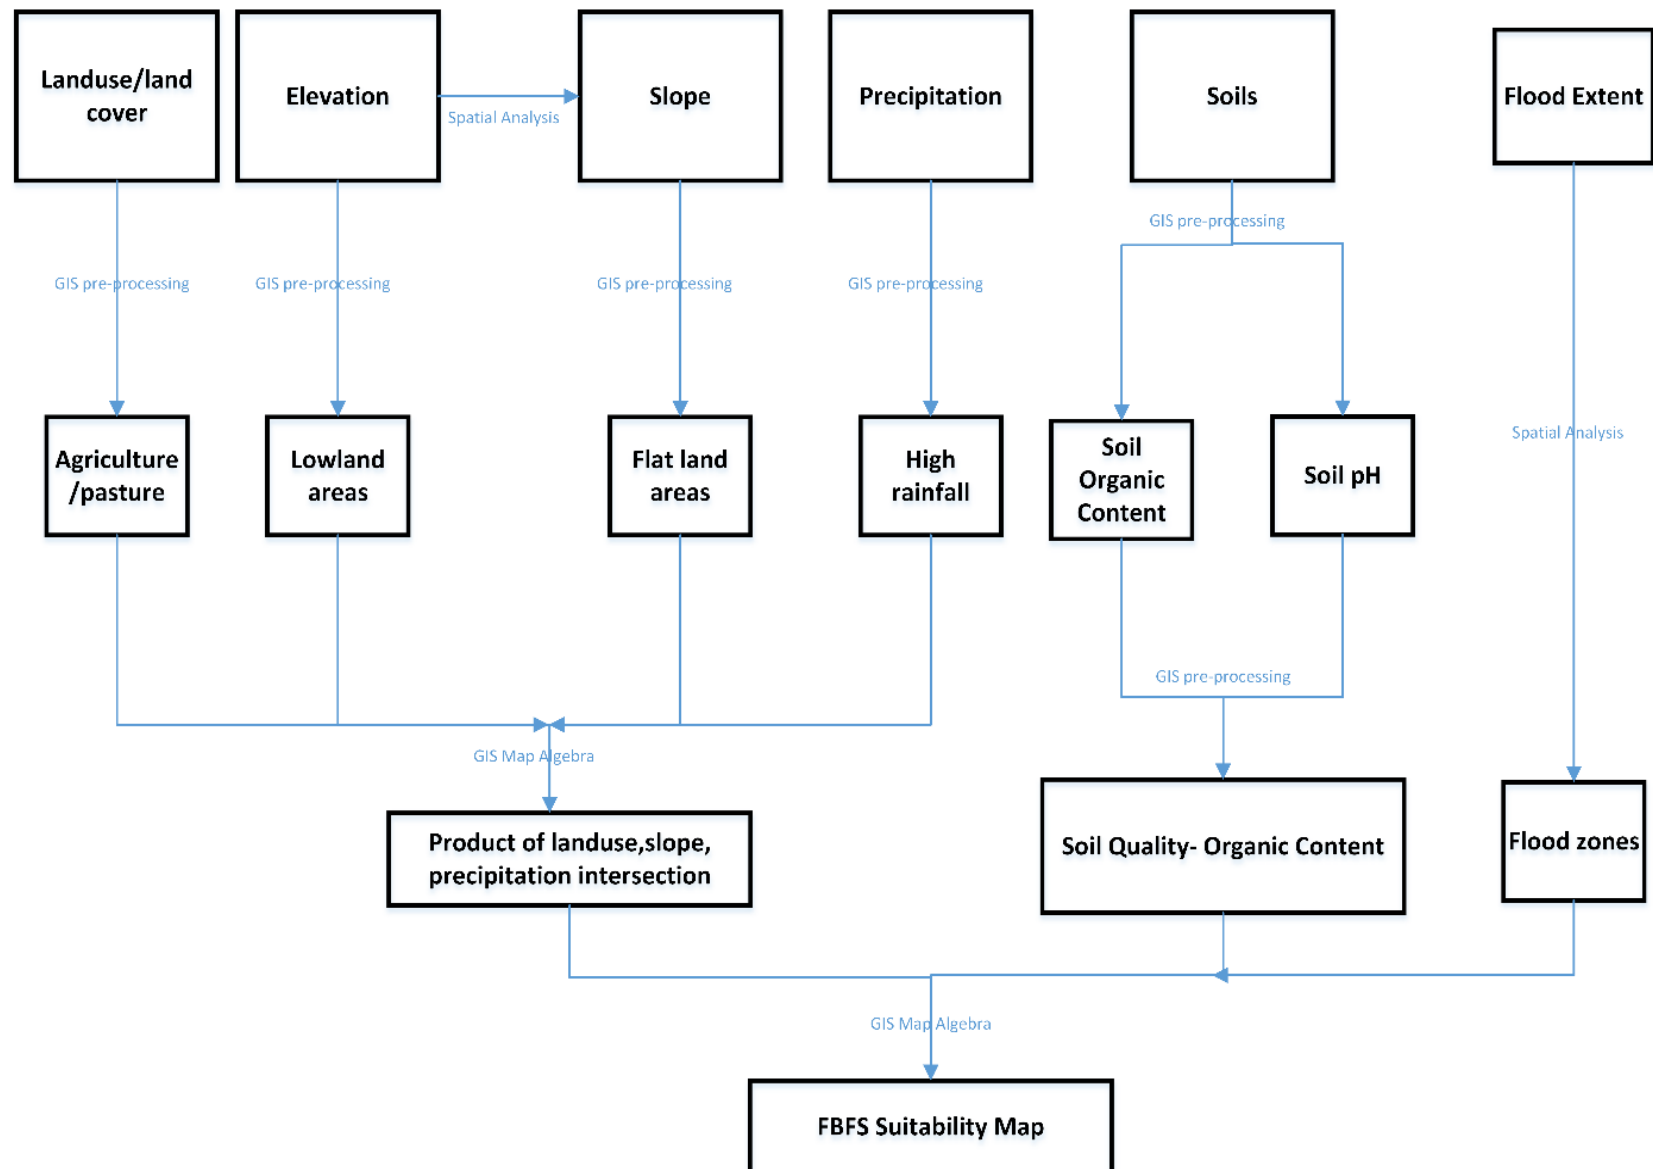 Landuse/land
cover
Elevation
Spatial Analysis
Slope
Precipitation
Soils
Flood Extent
GIS pre-processing
GIS pre-processing
GIS pre-processing
GIS pre-processing
GIS pre-processing
Agriculture
/pasture
Lowland
areas
Flat land
areas
High
rainfall
Soil
Organic
Content
Soil pH
Spatial Analysis
GIS pre-processing
GIS Map Algebra
Product of landuse,slope,
precipitation intersection
Soil Quality- Organic Content
Flood zones
GIS Map Algebra
FBFS Suitability Map